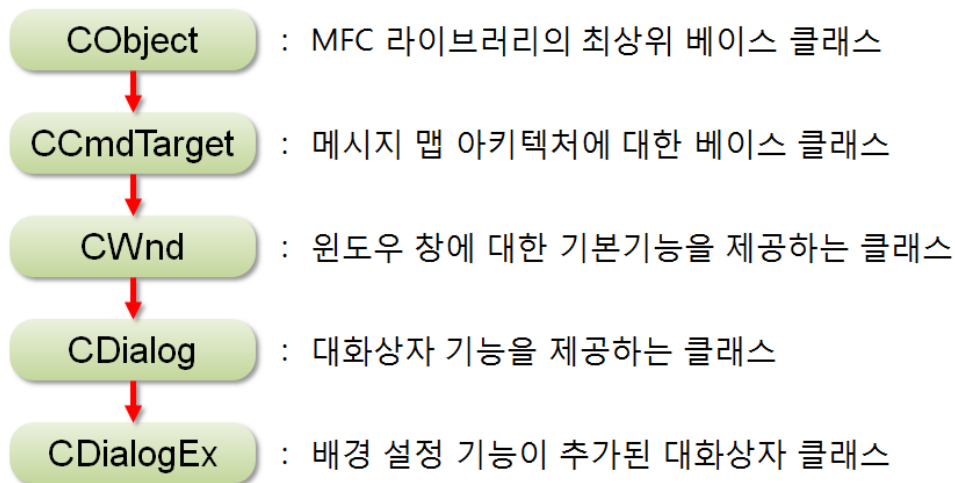 CObject : MFC 라이브러리의 최상위 베이스 클래스
CCmdTarget : 메시지 맵 아키텍처에 대한 베이스 클래스
CWnd : 윈도우 창에 대한 기본기능을 제공하는 클래스
CDialog : 대화상자 기능을 제공하는 클래스
CDialogEx : 배경 설정 기능이 추가된 대화상자 클래스